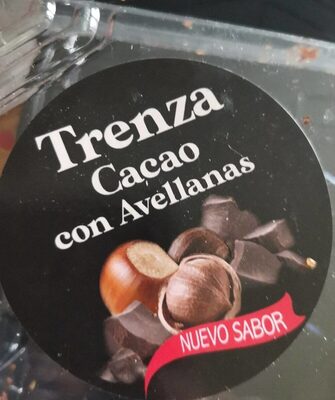 Trenza
Cacao
con Avellanas
NUEVO SABOR